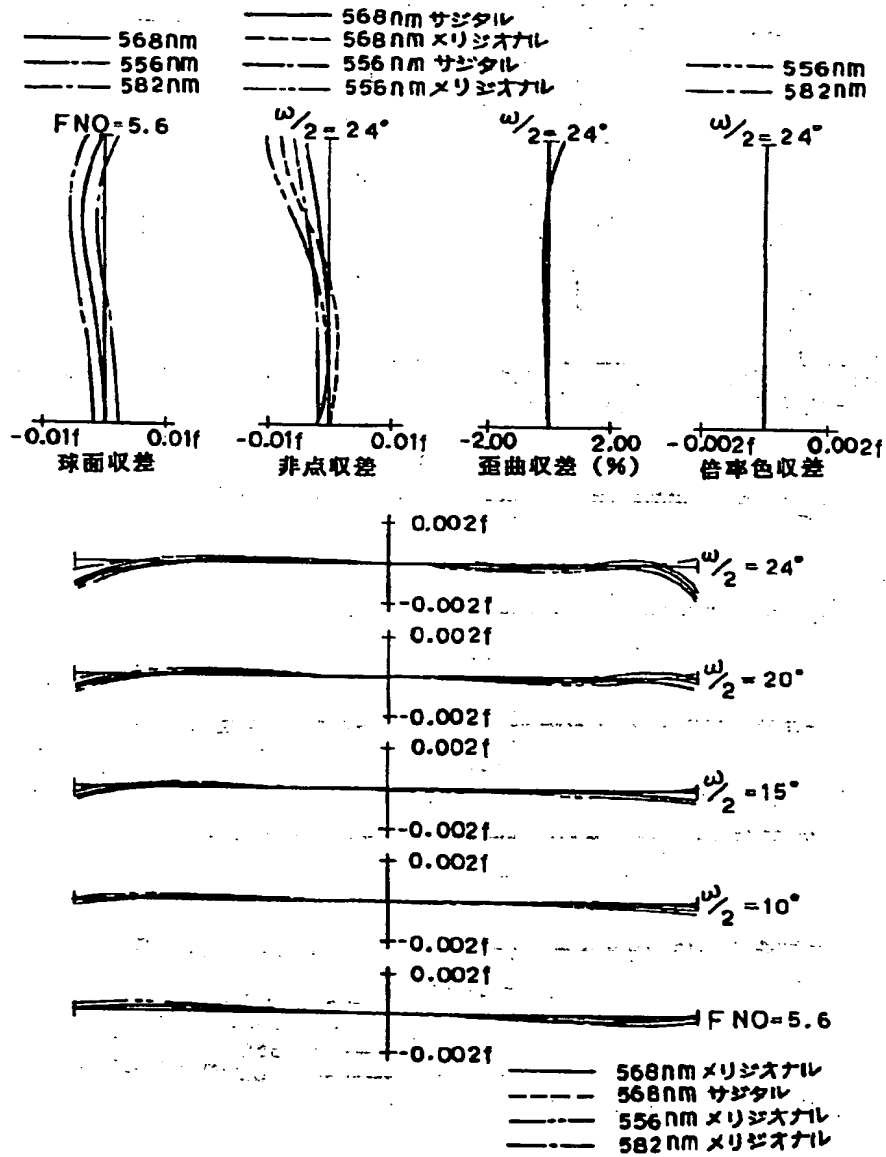 568nm
556nm
582nm
568nm サジタル
568nm メリジオナル
556nm サジタル
556nm メリジオナル
556nm
582nm
FNO=5.6
ω/2=24°
ω/2=24°
ω/2=24°
-0.01f 0.01f
球面収差
-0.01f 0.01f
非点収差
-2.00 2.00
歪曲収差(%)
-0.002f 0.002f
倍率色収差
0.002f
ω/2=24°
-0.002f
0.002f
ω/2=20°
-0.002f
0.002f
ω/2=15°
-0.002f
0.002f
ω/2=10°
-0.002f
0.002f
FNO=5.6
-0.002f
568nm メリジオナル
568nm サジタル
556nm メリジオナル
582nm メリジオナル